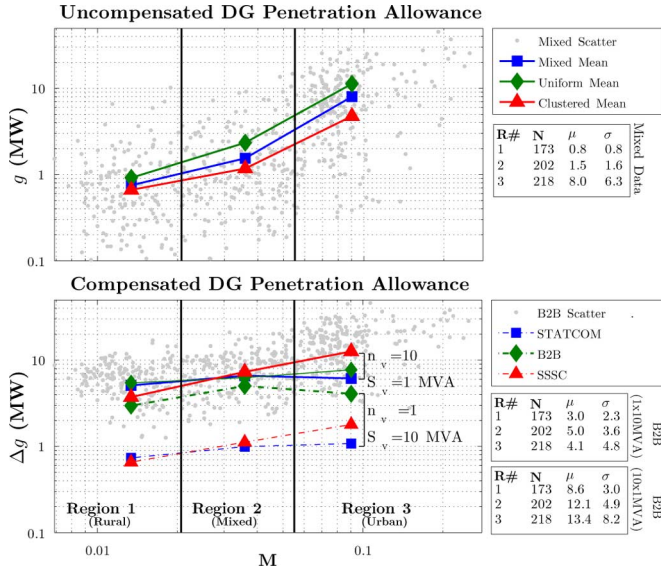 Uncompensated DG Penetration Allowance
g (MW)
10
1
0.1
Mixed Scatter
Mixed Mean
Uniform Mean
Clustered Mean
R# N μ σ
1 173 0.8 0.8
2 202 1.5 1.6
3 218 8.0 6.3
Mixed Data
Compensated DG Penetration Allowance
Δg (MW)
100
10
1
0.1
n_v=10
S_v=1 MVA
n_v=1
S_v=10 MVA
Region 1
(Rural)
Region 2
(Mixed)
Region 3
(Urban)
0.01
0.1
M
B2B Scatter .
STATCOM
B2B
SSSC
R# N μ σ
1 173 3.0 2.3
2 202 5.0 3.6
3 218 4.1 4.8
B2B
(1x10MVA)
R# N μ σ
1 173 8.6 3.0
2 202 12.1 4.9
3 218 13.4 8.2
B2B
(10x1MVA)